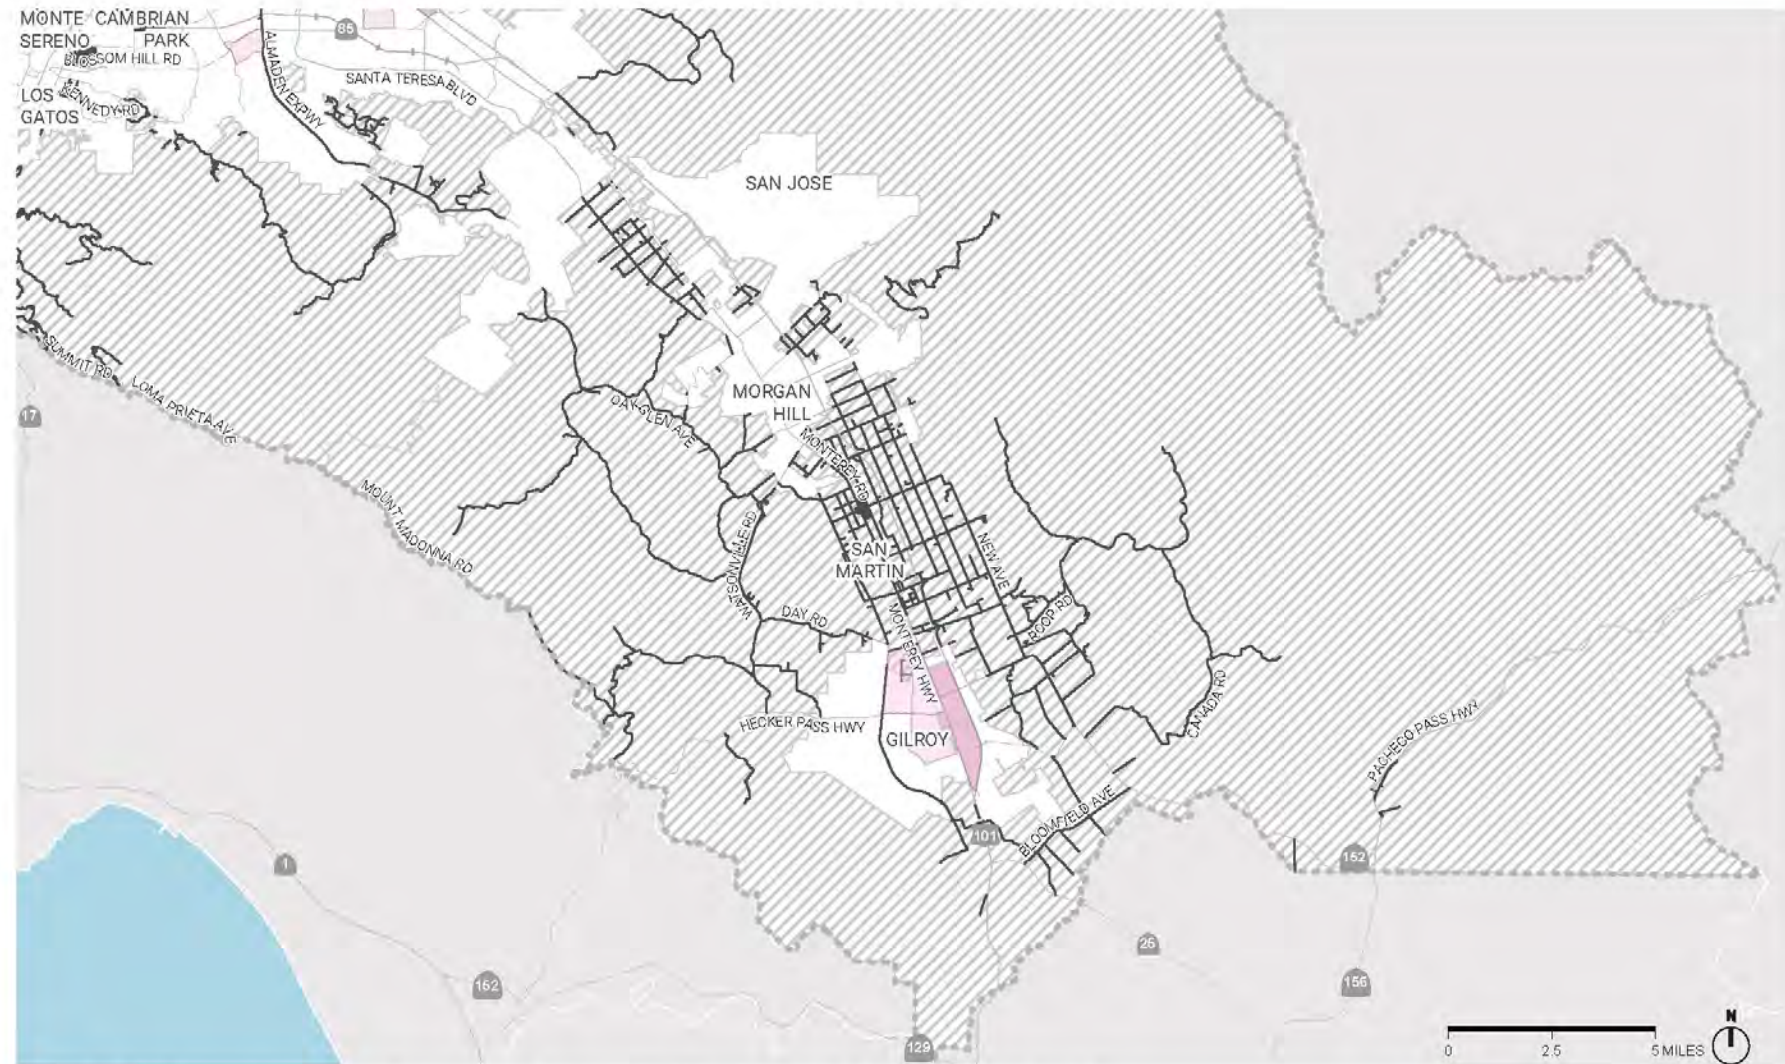 MONTE CAMBRIAN
SERENO PARK
BLOSSOM HILL RD
85
ALMADEN EXPWY
SANTA TERESA BLVD
LOS
GATOS
KENNEDY RD
SAN JOSE
SUMMIT RD
LOMA PRIETA AVE
17
MORGAN
HILL
DAY GLEN AVE
MONTEREY RD
MOUNT MADONNA RD
WATSONVILLE RD
SAN
MARTIN
NEW AVE
DAY RD
ROOP RD
MONTEREY HWY
HECKER PASS HWY
GILROY
CANADA RD
PACHECO PASS HWY
BLOOMFIELD AVE
101
1
152
25
152
156
129
N
0 2.5 5 MILES